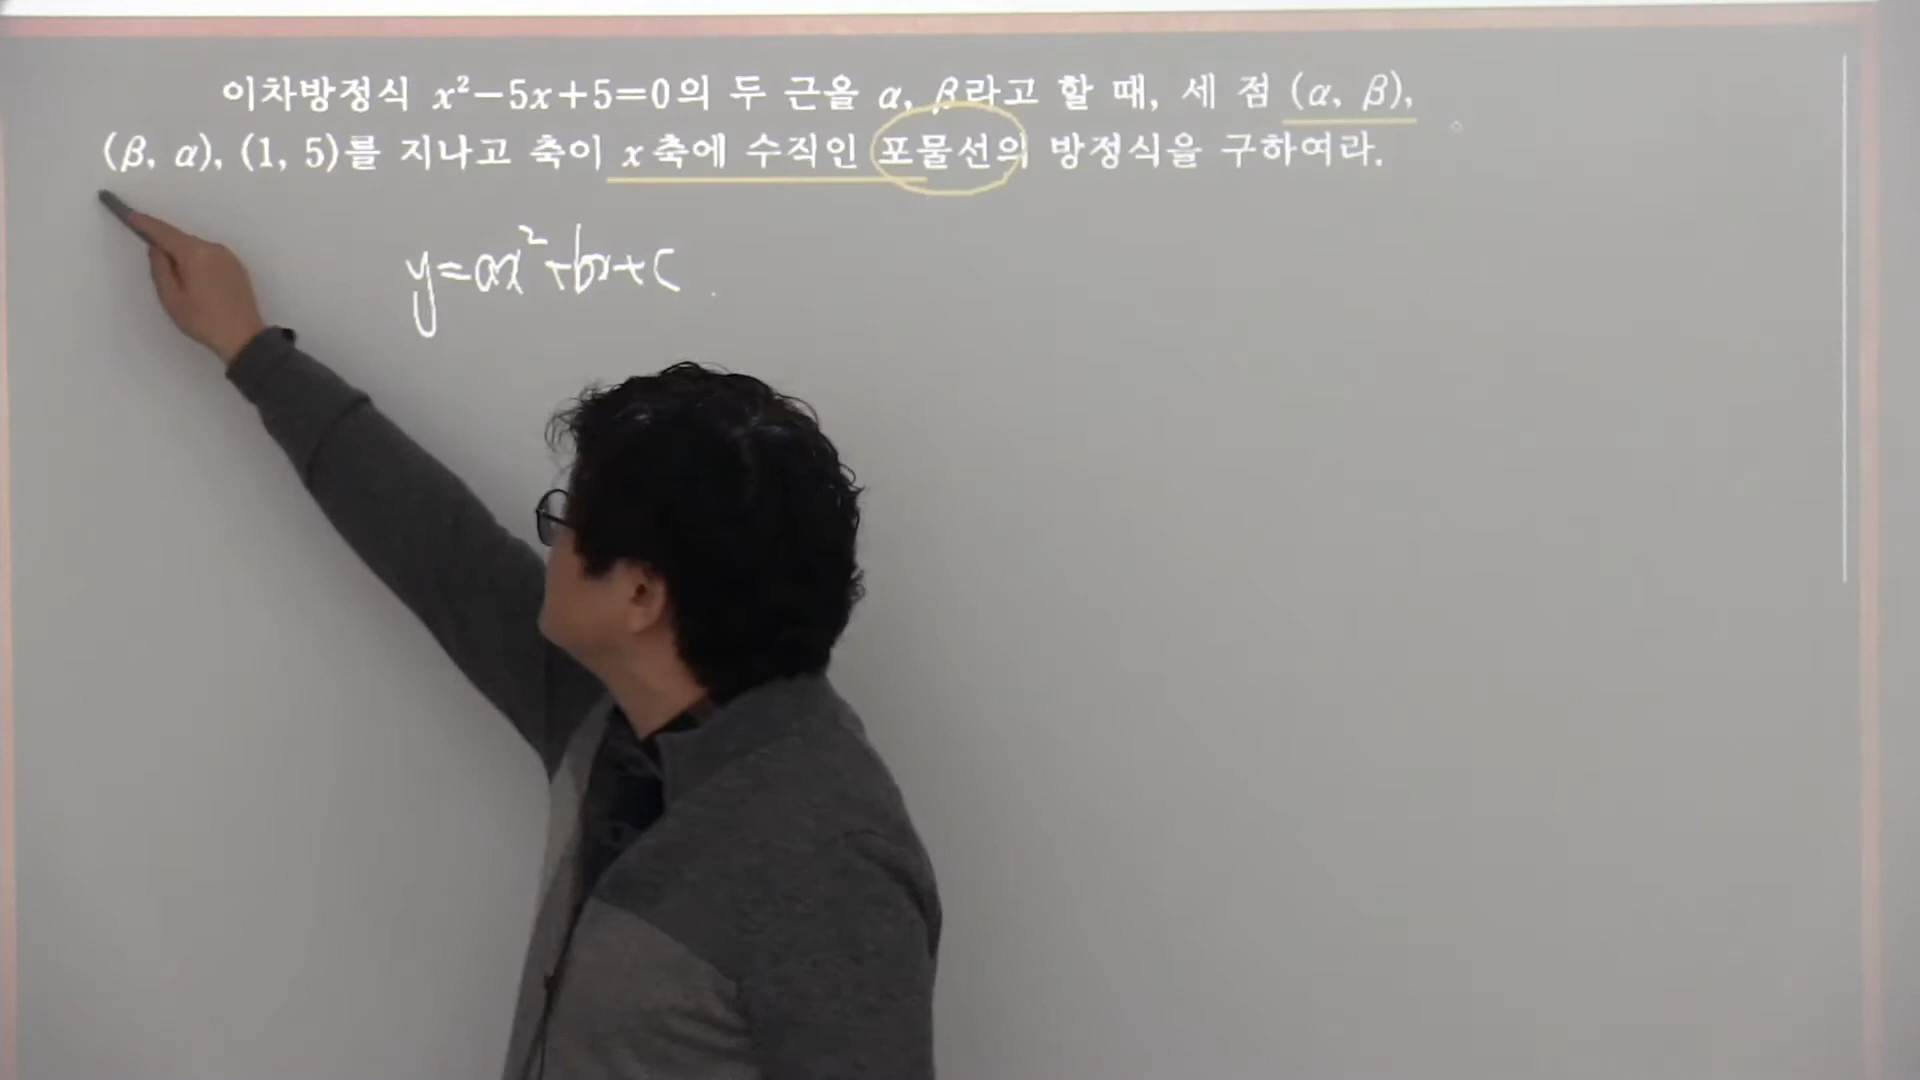 이차방정식 x²−5x+5=0의 두 근을 α, β라고 할 때, 세 점 (α, β),
(β, α), (1, 5)를 지나고 축이 x축에 수직인 포물선의 방정식을 구하여라.
y=ax²+bx+c